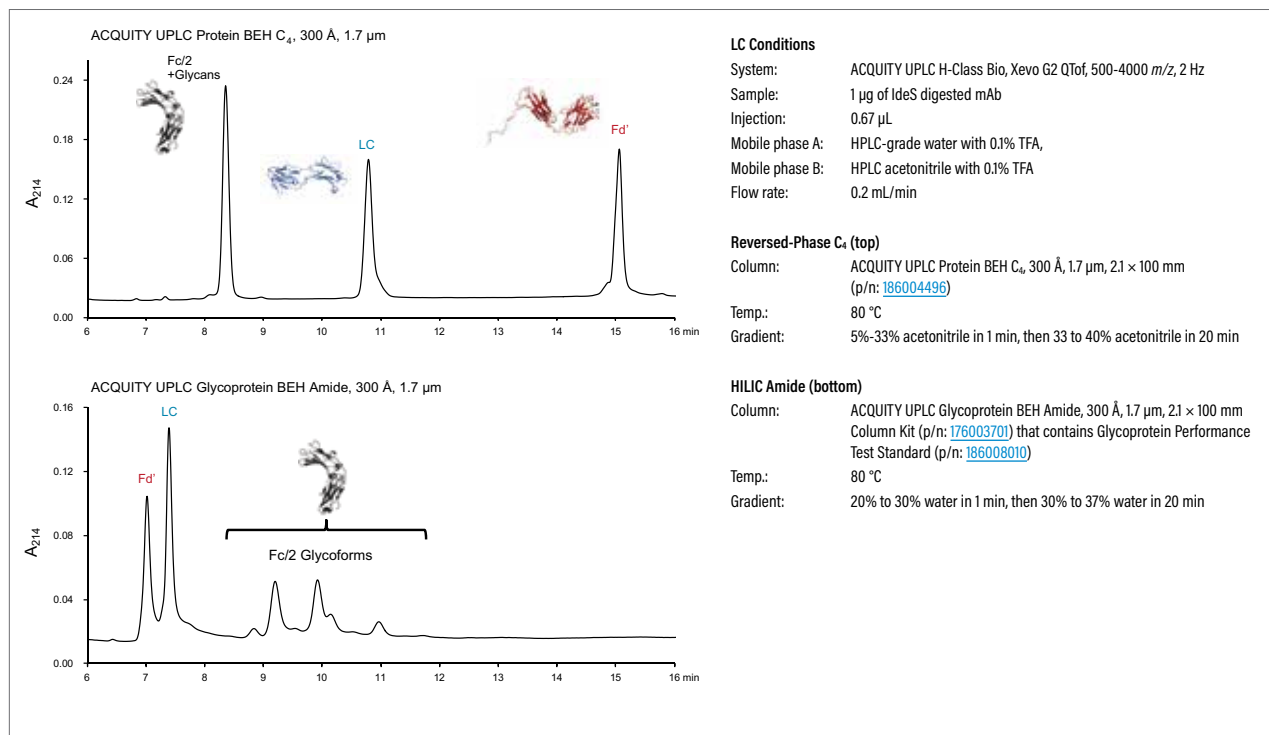 ACQUITY UPLC Protein BEH C₄, 300 Å, 1.7 µm
Fc/2
+Glycans
LC
Fd'
A₂₁₄
0.24
0.18
0.12
0.06
0.00
6 7 8 9 10 11 12 13 14 15 16 min
ACQUITY UPLC Glycoprotein BEH Amide, 300 Å, 1.7 µm
LC
Fd'
Fc/2 Glycoforms
A₂₁₄
0.16
0.12
0.08
0.04
0.00
6 7 8 9 10 11 12 13 14 15 16 min
LC Conditions
System: ACQUITY UPLC H-Class Bio, Xevo G2 QTof, 500-4000 m/z, 2 Hz
Sample: 1 µg of IdeS digested mAb
Injection: 0.67 µL
Mobile phase A: HPLC-grade water with 0.1% TFA,
Mobile phase B: HPLC acetonitrile with 0.1% TFA
Flow rate: 0.2 mL/min
Reversed-Phase C₄ (top)
Column: ACQUITY UPLC Protein BEH C₄, 300 Å, 1.7 µm, 2.1 × 100 mm
(p/n: 186004496)
Temp.: 80 °C
Gradient: 5%-33% acetonitrile in 1 min, then 33 to 40% acetonitrile in 20 min
HILIC Amide (bottom)
Column: ACQUITY UPLC Glycoprotein BEH Amide, 300 Å, 1.7 µm, 2.1 × 100 mm
Column Kit (p/n: 176003701) that contains Glycoprotein Performance
Test Standard (p/n: 186008010)
Temp.: 80 °C
Gradient: 20% to 30% water in 1 min, then 30% to 37% water in 20 min